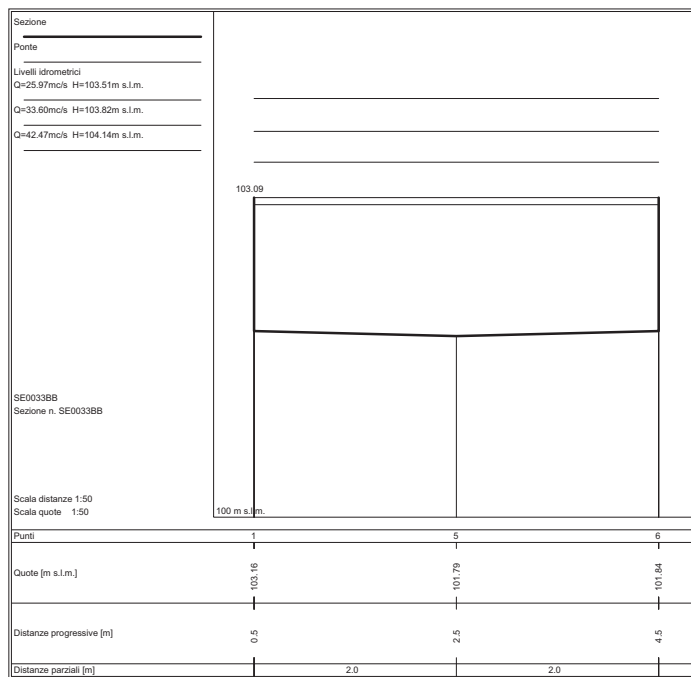 Sezione
Ponte
Livelli idrometrici
Q=25.97mc/s H=103.51m s.l.m.
Q=33.60mc/s H=103.82m s.l.m.
Q=42.47mc/s H=104.14m s.l.m.
103.09
SE0033BB
Sezione n. SE0033BB
Scala distanze 1:50
Scala quote 1:50
100 m s.l.m.
Punti 1 5 6
Quote [m s.l.m.] 103.16 101.79 101.84
Distanze progressive [m] 0.5 2.5 4.5
Distanze parziali [m] 2.0 2.0